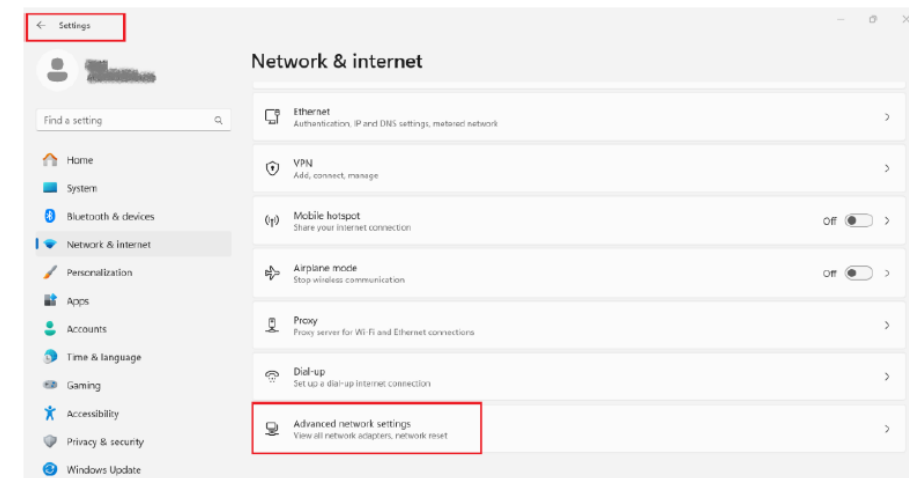 Settings
Network & internet
Find a setting
Home
System
Bluetooth & devices
Network & internet
Personalization
Apps
Accounts
Time & language
Gaming
Accessibility
Privacy & security
Windows Update
Ethernet
Authentication, IP and DNS settings, metered network
VPN
Add, connect, manage
Mobile hotspot
Share your internet connection
Off
Airplane mode
Stop wireless communication
Off
Proxy
Proxy server for Wi-Fi and Ethernet connections
Dial-up
Set up a dial-up internet connection
Advanced network settings
View all network adapters, network reset